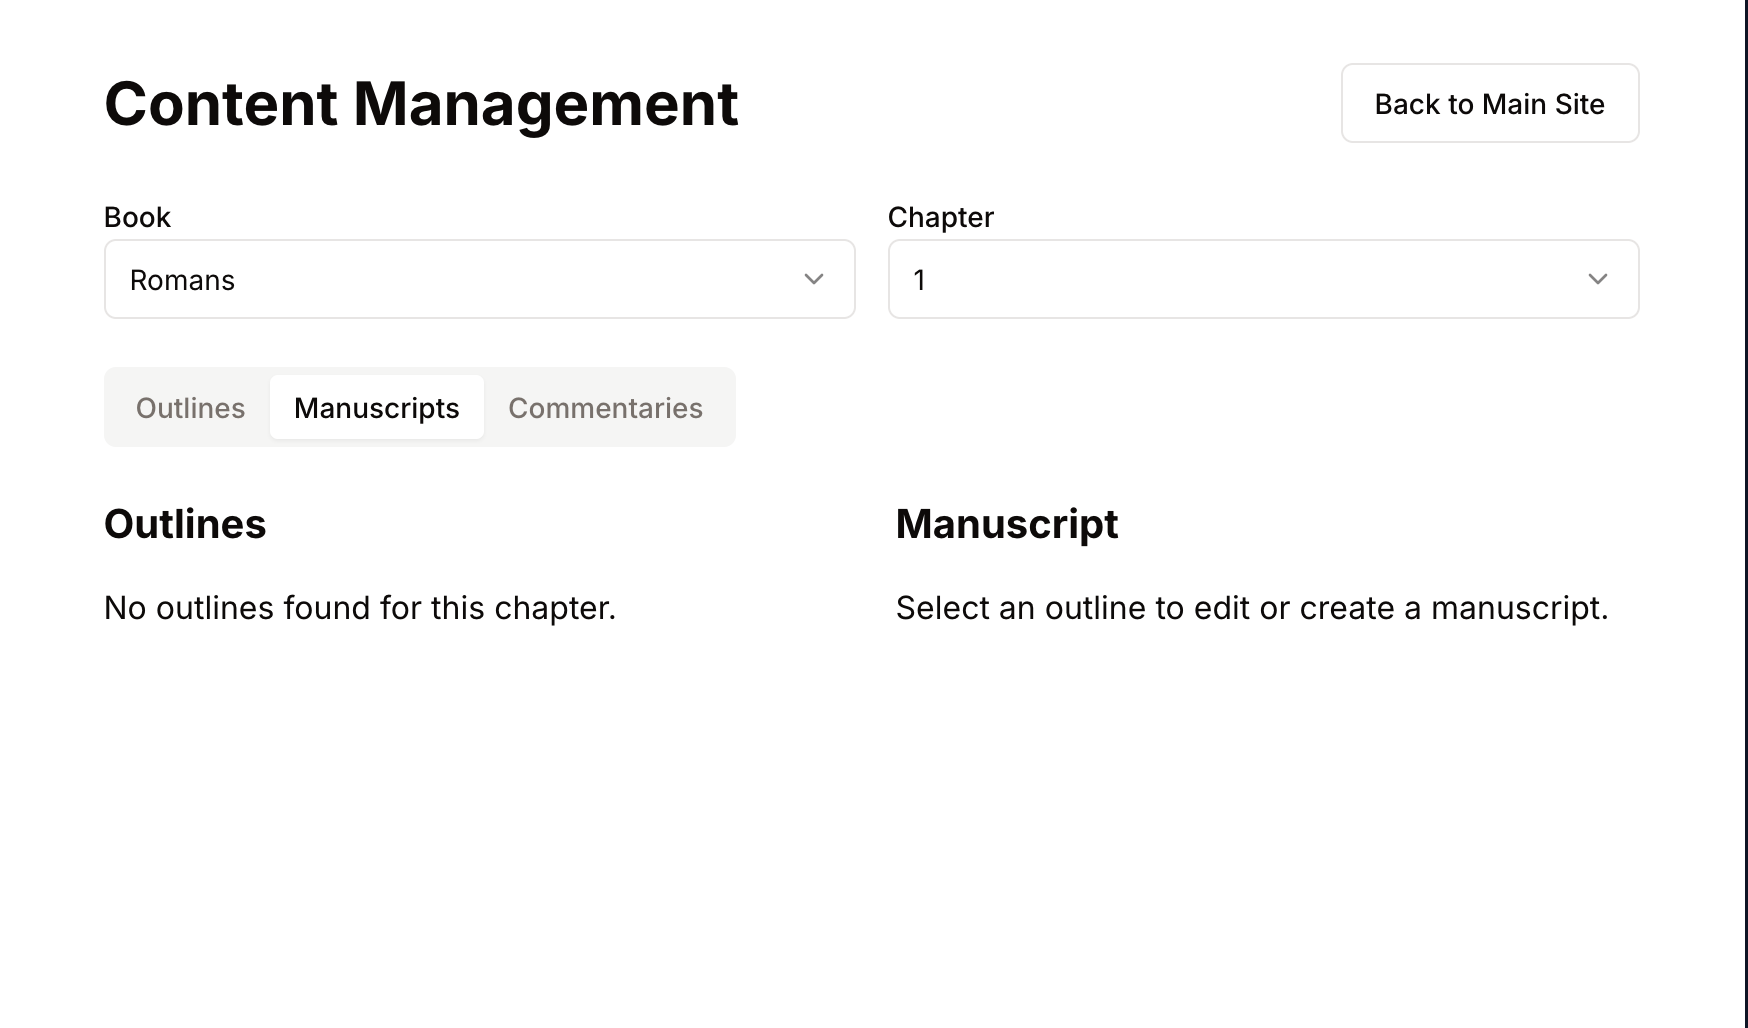 Content Management
Back to Main Site
Book
Chapter
Romans
1
Outlines
Manuscripts
Commentaries
Outlines
No outlines found for this chapter.
Manuscript
Select an outline to edit or create a manuscript.